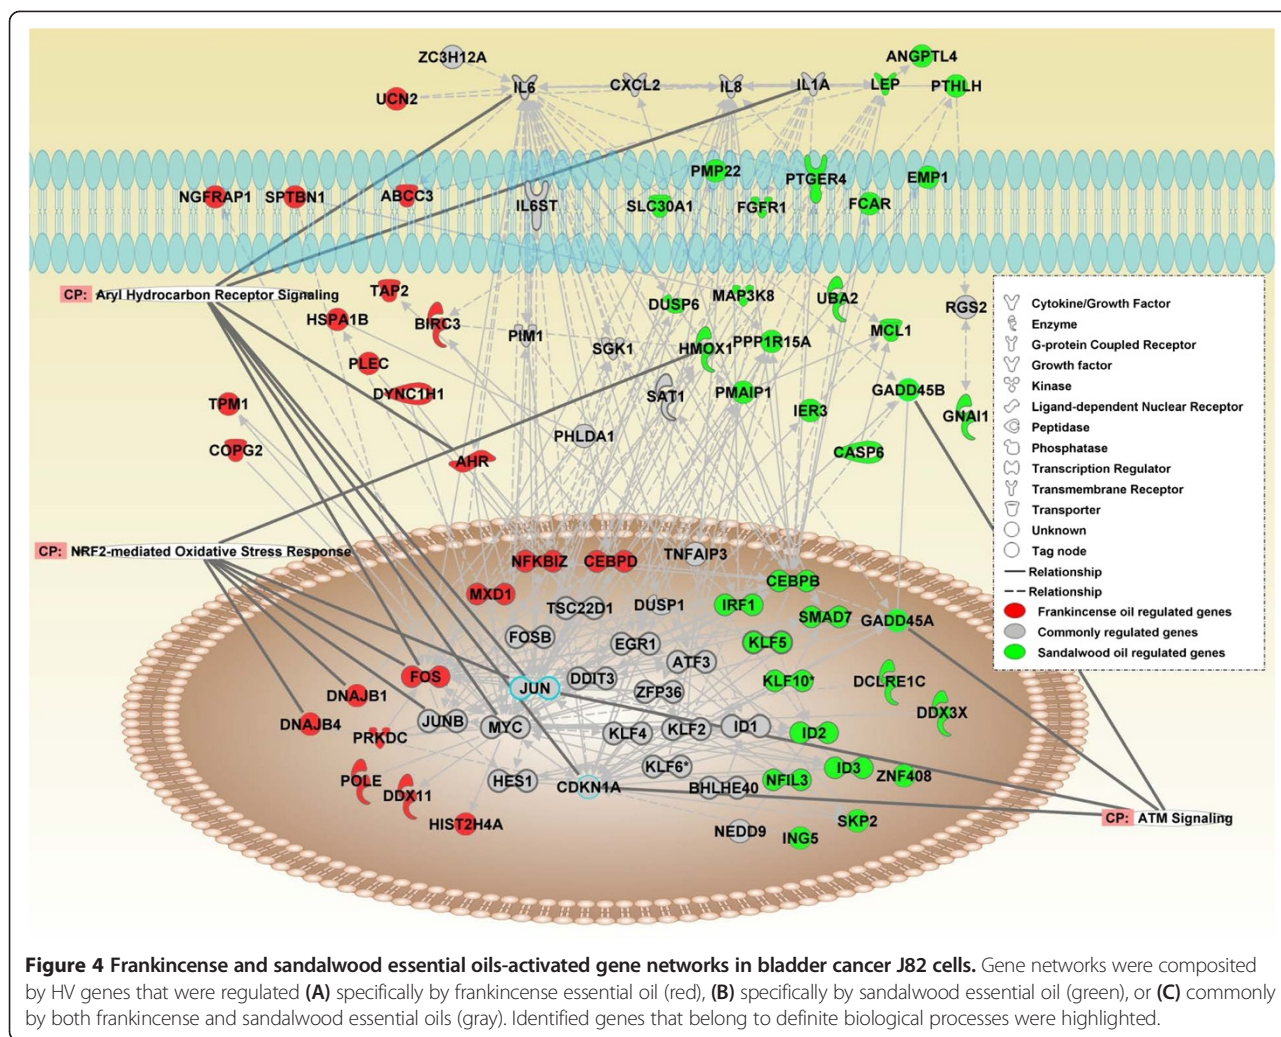 ZC3H12A
ANGPTL4
UCN2
IL6
CXCL2
IL8
IL1A
LEP
PTHLH
NGFRAP1
SPTBN1
ABCC3
IL6ST
PMP22
SLC30A1
FGFR1
PTGER4
FCAR
EMP1
CP: Aryl Hydrocarbon Receptor Signaling
TAP2
HSPA1B
BIRC3
PLEC
DYNC1H1
TPM1
COPG2
AHR
PIM1
SGK1
DUSP6
MAP3K8
UBA2
HMOX1
PPP1R15A
MCL1
RGS2
SAT1
PMAIP1
IER3
GADD45B
GNAI1
PHLDA1
CASP6
Cytokine/Growth Factor
Enzyme
G-protein Coupled Receptor
Growth factor
Kinase
Ligand-dependent Nuclear Receptor
Peptidase
Phosphatase
Transcription Regulator
Transmembrane Receptor
Transporter
Unknown
Tag node
Relationship
Relationship
Frankincense oil regulated genes
Commonly regulated genes
Sandalwood oil regulated genes
CP: NRF2-mediated Oxidative Stress Response
NFKBIZ
CEBPD
TNFAIP3
CEBPB
MXD1
TSC22D1
DUSP1
IRF1
SMAD7
GADD45A
FOSB
EGR1
KLF5
ATF3
FOS
DDIT3
KLF10*
DCLRE1C
JUN
ZFP36
DNAJB1
DNAJB4
JUNB
MYC
KLF4
KLF2
ID1
ID2
DDX3X
PRKDC
POLE
DDX11
HES1
KLF6*
CDKN1A
BHLHE40
NFIL3
ID3
ZNF408
HIST2H4A
NEDD9
ING5
SKP2
CP: ATM Signaling
Figure 4 Frankincense and sandalwood essential oils-activated gene networks in bladder cancer J82 cells. Gene networks were composited
by HV genes that were regulated (A) specifically by frankincense essential oil (red), (B) specifically by sandalwood essential oil (green), or (C) commonly
by both frankincense and sandalwood essential oils (gray). Identified genes that belong to definite biological processes were highlighted.